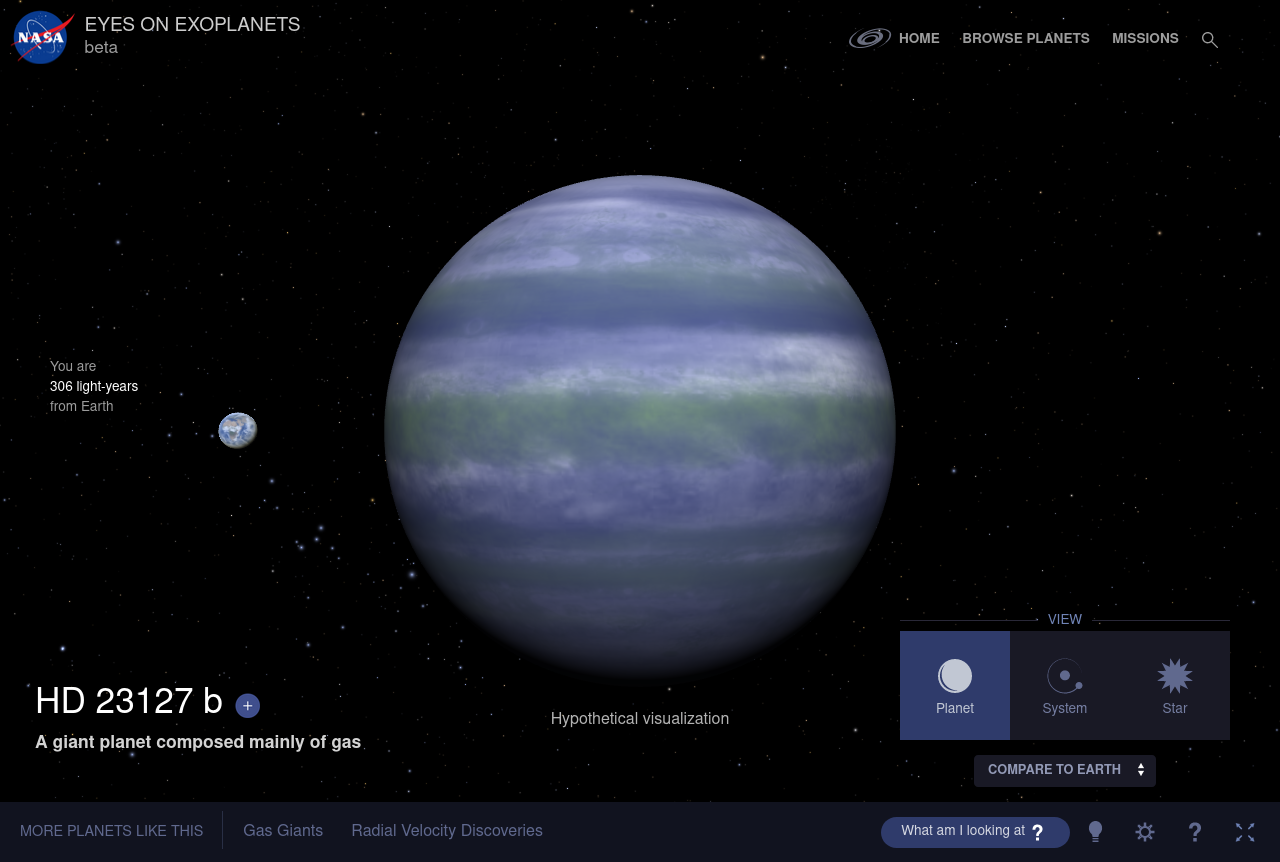 NASA
EYES ON EXOPLANETS
beta
HOME
BROWSE PLANETS
MISSIONS
You are
306 light-years
from Earth
HD 23127 b +
A giant planet composed mainly of gas
Hypothetical visualization
VIEW
Planet
System
Star
COMPARE TO EARTH
MORE PLANETS LIKE THIS
Gas Giants
Radial Velocity Discoveries
What am I looking at ?
?